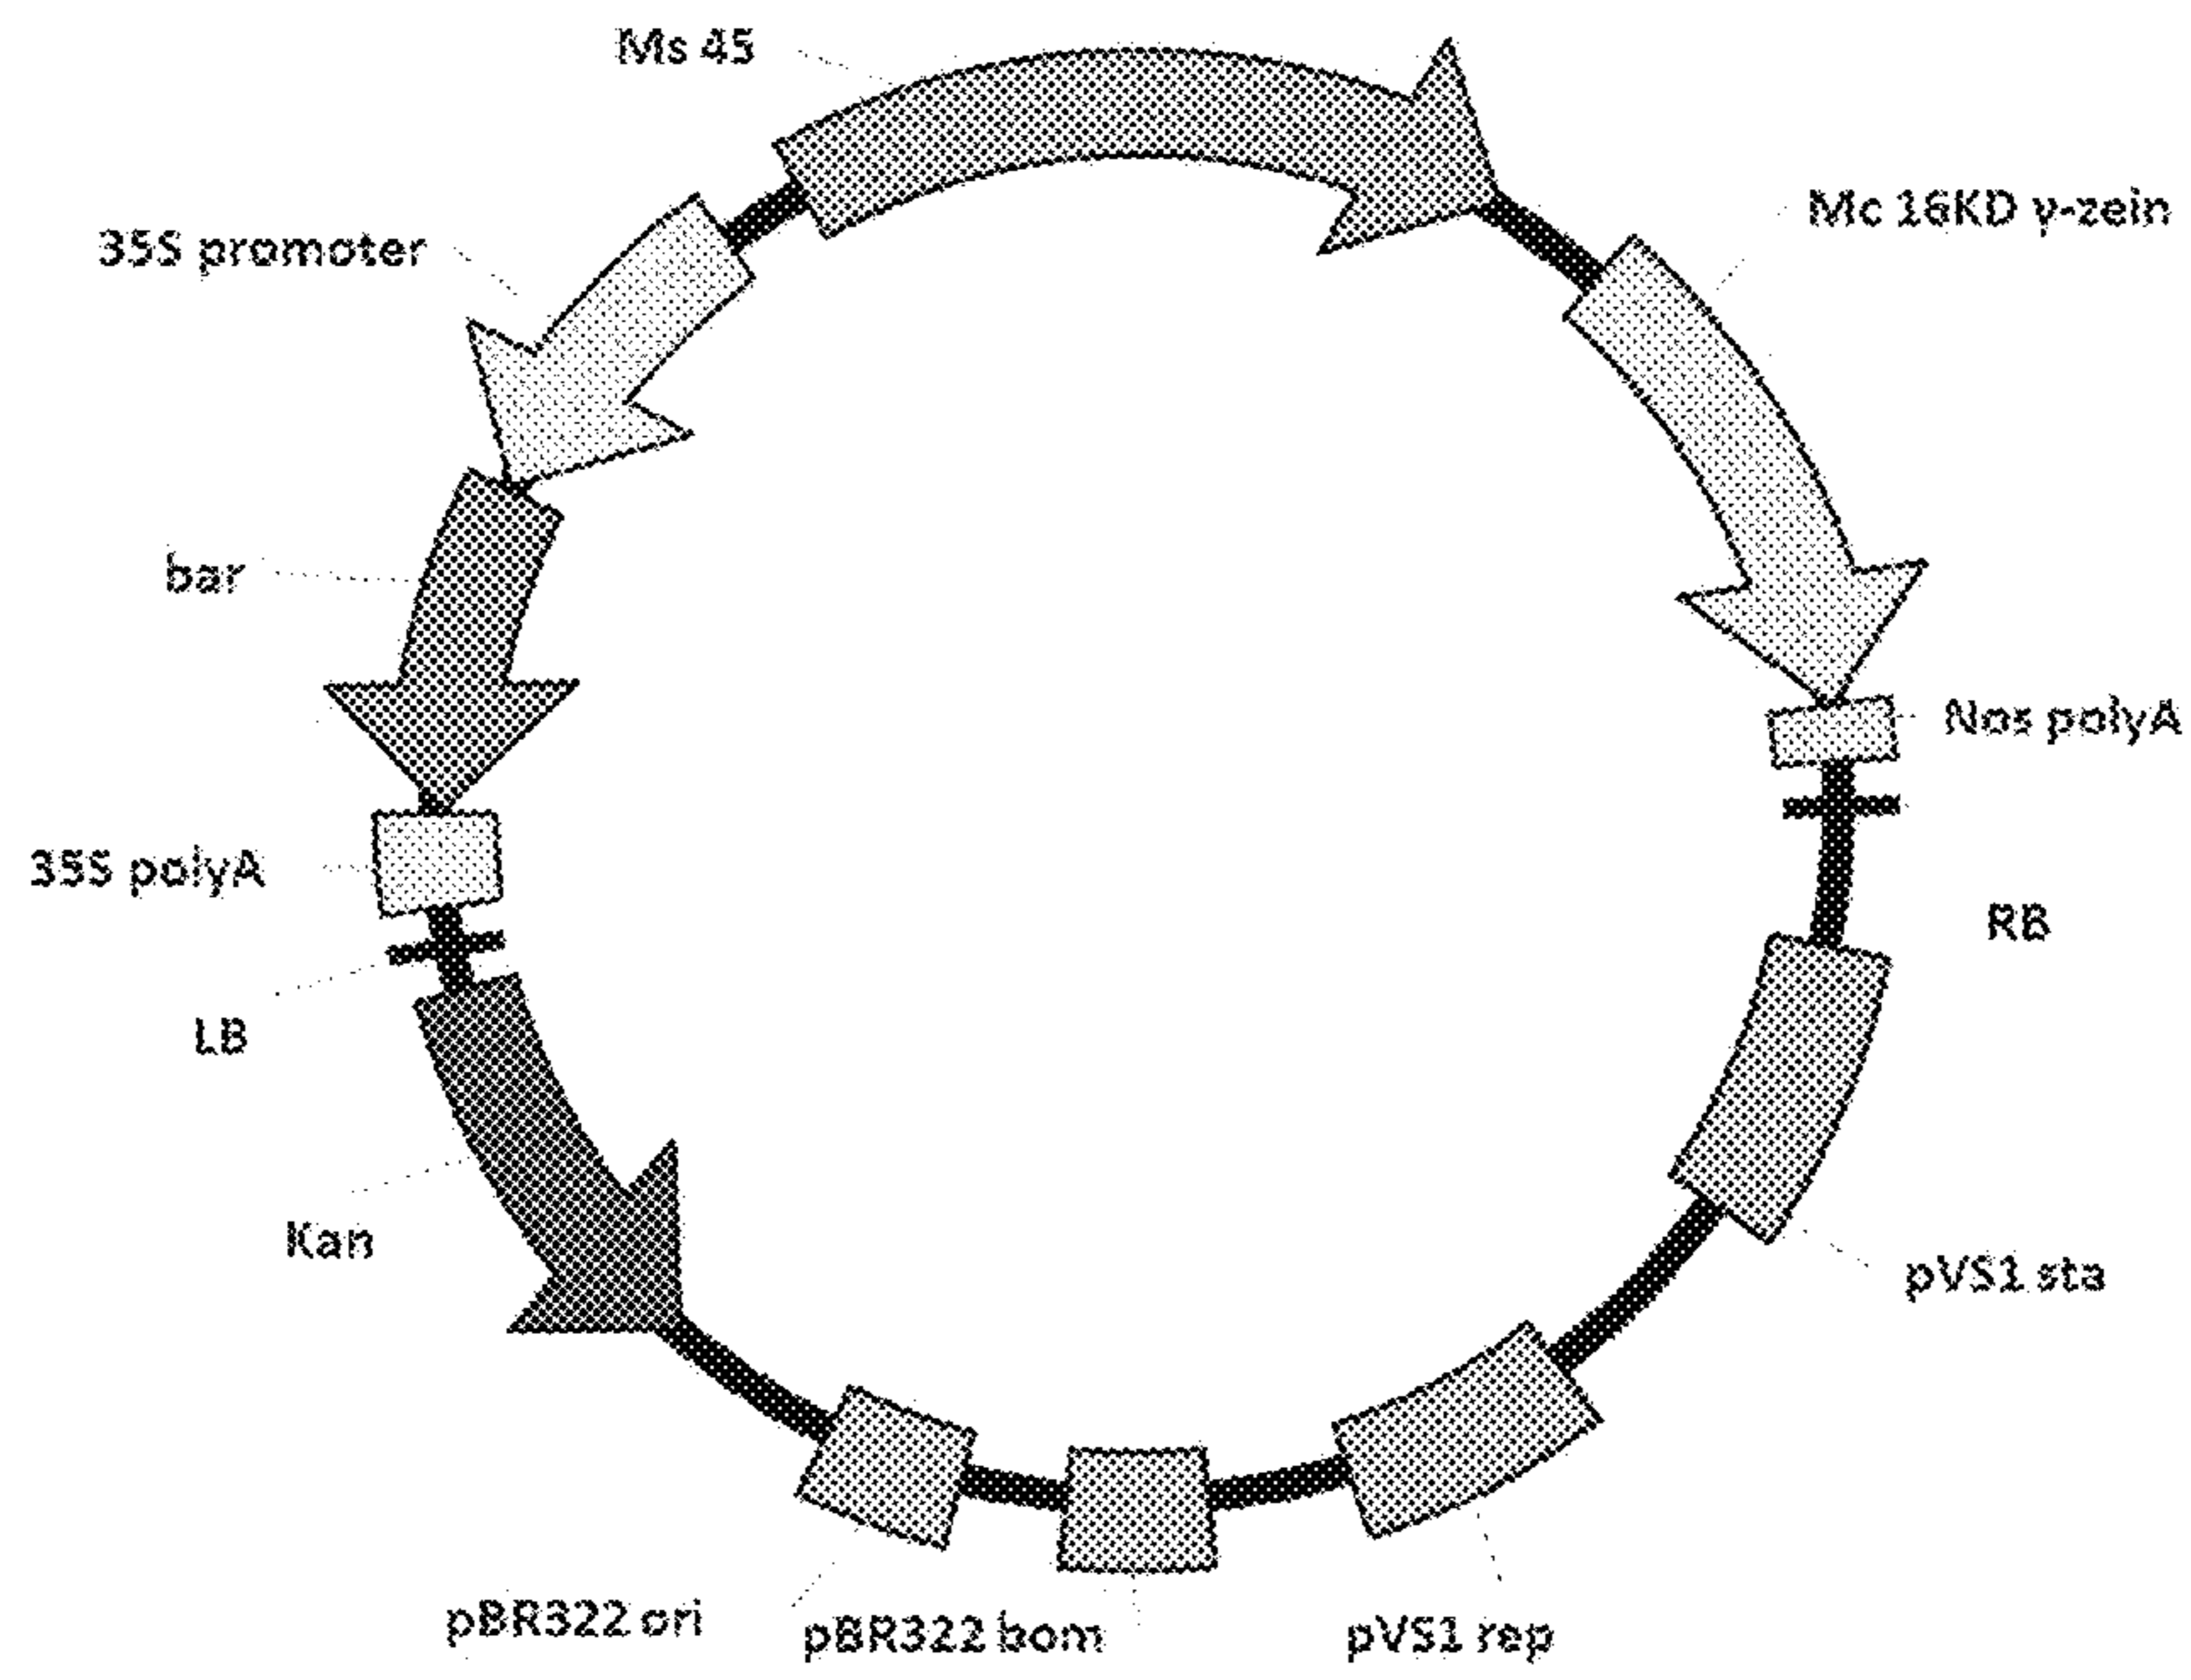 Ms 45
Mc 16KD γ-zein
35S promoter
bar
Nos polyA
35S polyA
RB
LB
Kan
pVS1 sta
pBR322 ori
pBR322 bom
pVS1 rep